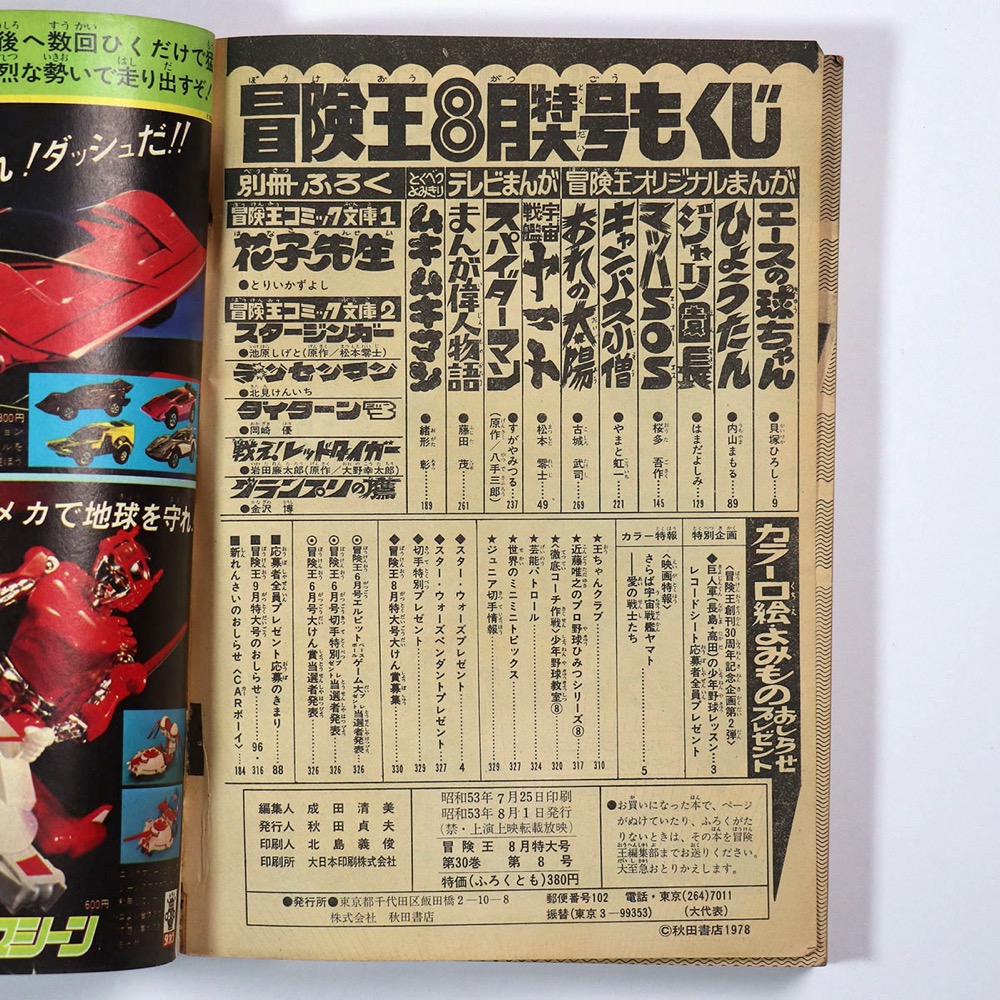 後へ数回ひくだけで猛
烈な勢いで走り出すぞ！
れ！ダッシュだ!!
メカで地球を守れ
600円
マシーン
冒険王8月特大号もくじ
別冊ふろく
冒険王コミック文庫1
花子先生
●とりいかずよし
冒険王コミック文庫2
スタージンガー
●池原しげと(原作／松本零士)
デンセンマン
●北見けんいち
ダイターン3
●岡崎 優
戦え！レッドタイガー
●岩田廉太郎(原作／大野幸太郎)
グランプリの鷹
●金沢 博
とくべつよみきり
ムキムキマン ●緒形 彰……189
テレビまんが
まんが偉人物語 ●藤田 茂……261
スパイダーマン ●すがやみつる(原作／八手三郎)……237
宇宙戦艦ヤマト ●松本零士……49
冒険王オリジナルまんが
おれの太陽 ●古城武司……269
キャンバス小僧 ●やまと虹一……221
マッハSOS ●桜多吾作……145
ジャリ園長 ●はまだよしみ……129
ひょうたん ●内山まもる……89
エースの球ちゃん ●貝塚ひろし……9
カラー口絵よみものおしらせプレゼント
特別企画
〈冒険王創刊30周年記念企画第2弾〉
◆巨人軍《長島・高田》の少年野球レッスン…3
レコードシート応募者全員プレゼント
カラー特報
〈映画特報〉
さらば宇宙戦艦ヤマト
―愛の戦士たち……5
★王ちゃんクラブ……310
★近藤唯之のプロ野球ひみつシリーズ⑧……317
★〈徹底コーチ作戦〉少年野球教室⑧……320
★芸能パトロール……324
★世界のミニミニトピックス……327
★ジュニア切手情報……329
◆スター・ウォーズプレゼント……4
◆スター・ウォーズペンダントプレゼント……327
◆切手特別プレゼント……329
◆冒険王8月特大号大けん賞募集……330
◎冒険王6月号エルビットベースボールゲーム大プレゼント当選者発表……326
◎冒険王6月号切手特別プレゼント当選者発表……326
◎冒険王6月号大けん賞当選者発表……326
■応募者全員プレゼント応募のきまり……88
■冒険王9月特大号のおしらせ……96・316
■新れんさいのおしらせ〈CARボーイ〉……184
編集人 成田清美
発行人 秋田貞夫
印刷人 北島義俊
印刷所 大日本印刷株式会社
昭和53年7月25日印刷
昭和53年8月1日発行
(禁・上演上映転載放映)
冒険王 8月特大号
第30巻 第8号
特価(ふろくとも)380円
●お買いになった本で、ページ
がぬけていたり、ふろくがた
りないときは、その本を冒険
王編集部までお送りください。
大至急おとりかえします。
●発行所●東京都千代田区飯田橋2－10－8
株式会社 秋田書店
郵便番号102 電話・東京(264)7011
振替(東京3－99353) (大代表)
©秋田書店1978